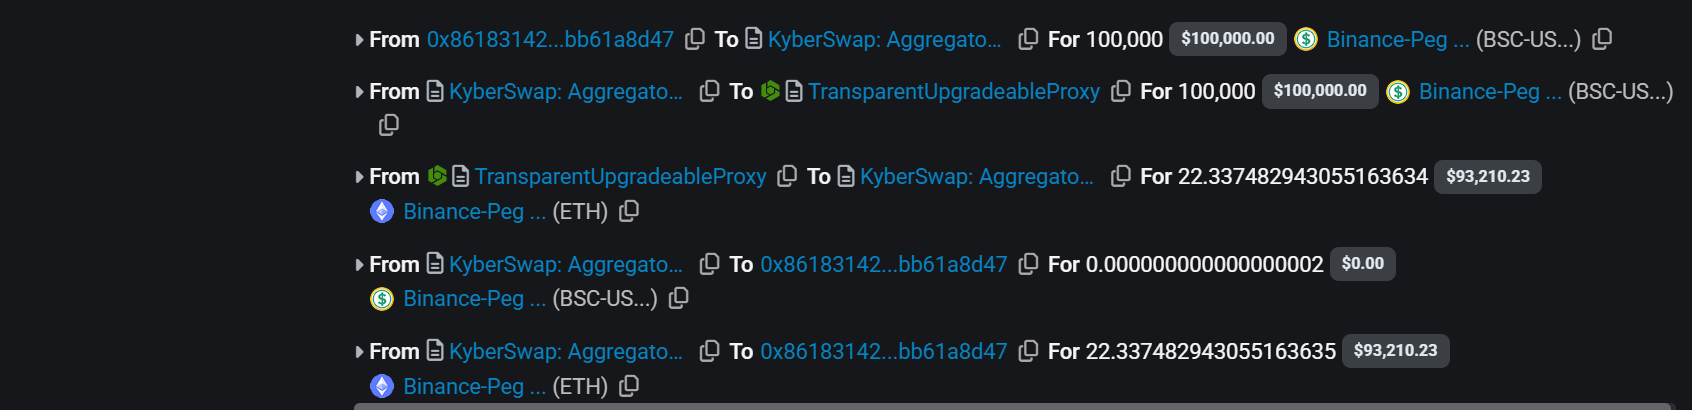 From 0x86183142...bb61a8d47 To KyberSwap: Aggregato... For 100,000 $100,000.00 Binance-Peg ... (BSC-US...)
From KyberSwap: Aggregato... To TransparentUpgradeableProxy For 100,000 $100,000.00 Binance-Peg ... (BSC-US...)
From TransparentUpgradeableProxy To KyberSwap: Aggregato... For 22.337482943055163634 $93,210.23
Binance-Peg ... (ETH)
From KyberSwap: Aggregato... To 0x86183142...bb61a8d47 For 0.000000000000000002 $0.00
Binance-Peg ... (BSC-US...)
From KyberSwap: Aggregato... To 0x86183142...bb61a8d47 For 22.337482943055163635 $93,210.23
Binance-Peg ... (ETH)